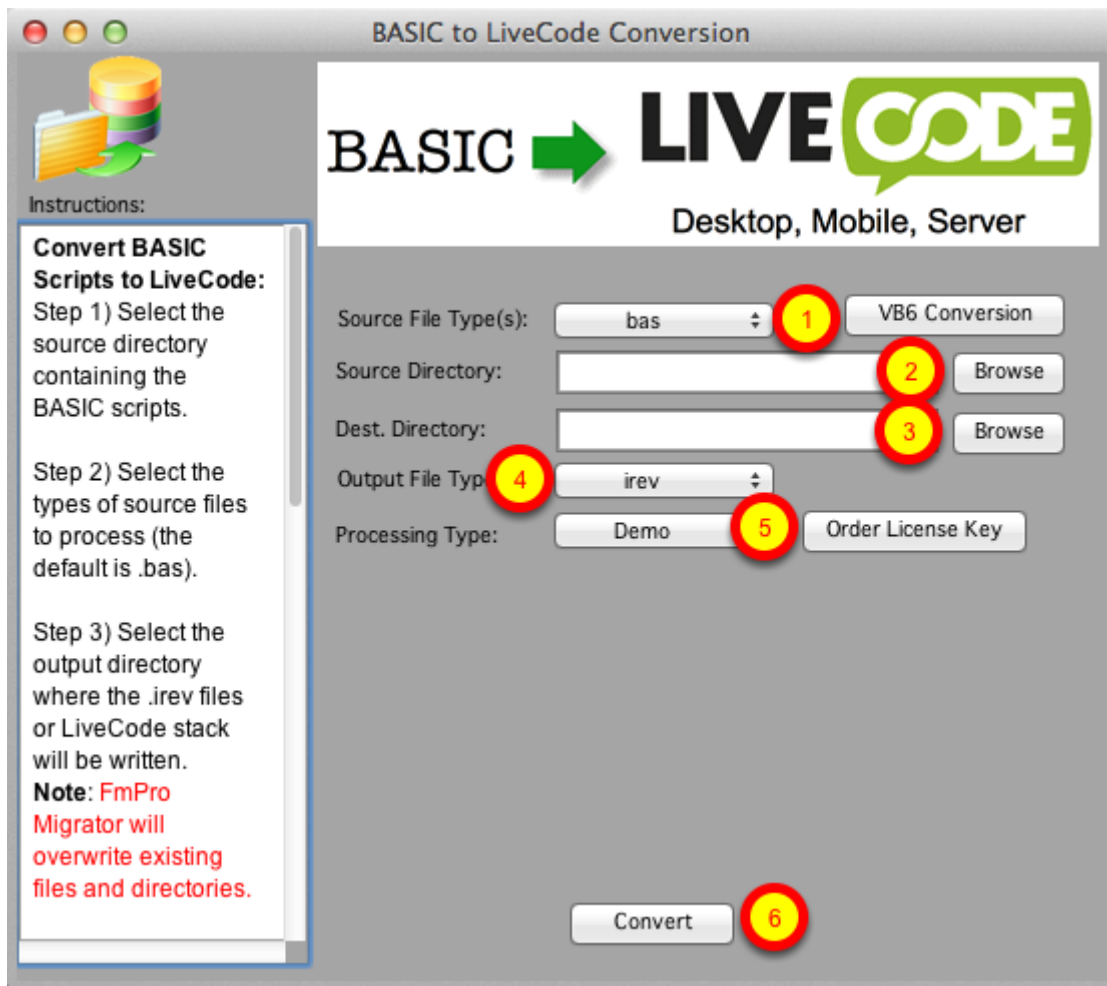 BASIC to LiveCode Conversion
BASIC LIVECODE
Desktop, Mobile, Server
Instructions:
Convert BASIC
Scripts to LiveCode:
Step 1) Select the
source directory
containing the
BASIC scripts.
Step 2) Select the
types of source files
to process (the
default is .bas).
Step 3) Select the
output directory
where the .irev files
or LiveCode stack
will be written.
Note: FmPro
Migrator will
overwrite existing
files and directories.
Source File Type(s): bas 1 VB6 Conversion
Source Directory: 2 Browse
Dest. Directory: 3 Browse
Output File Typ 4 irev
Processing Type: Demo 5 Order License Key
Convert 6